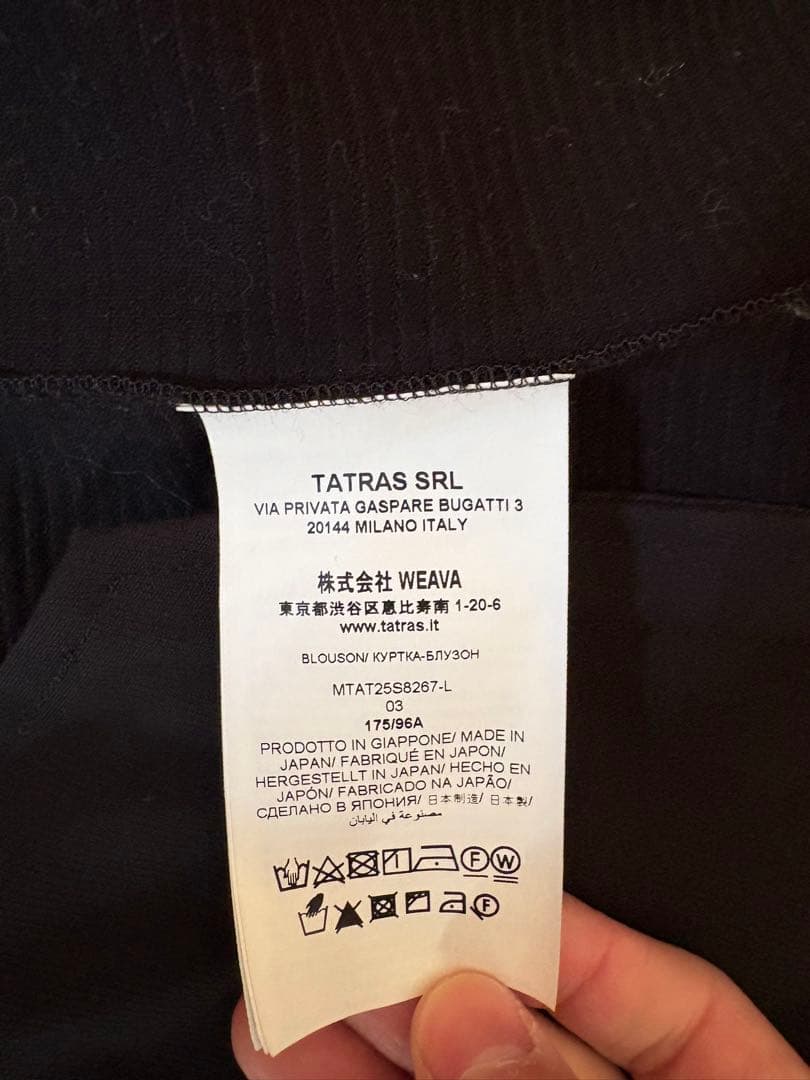 TATRAS SRL
VIA PRIVATA GASPARE BUGATTI 3
20144 MILANO ITALY
株式会社 WEAVA
東京都渋谷区恵比寿南 1-20-6
www.tatras.it
BLOUSON/ КУРТКА-БЛУЗОН
MTAT25S8267-L
03
175/96A
PRODOTTO IN GIAPPONE/ MADE IN
JAPAN/ FABRIQUÉ EN JAPON/
HERGESTELLT IN JAPAN/ HECHO EN
JAPÓN/ FABRICADO NA JAPÃO/
СДЕЛАНО В ЯПОНИЯ/ 日本制造/ 日本製/
مصنوعة في اليابان
F W
F